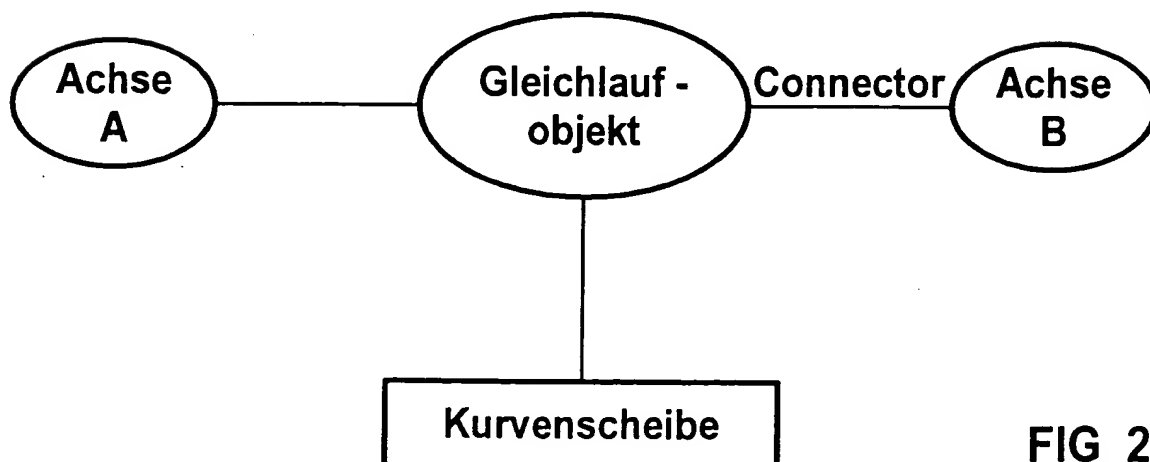 Achse
A
Gleichlauf -
objekt
Connector
Achse
B
Kurvenscheibe
FIG 2